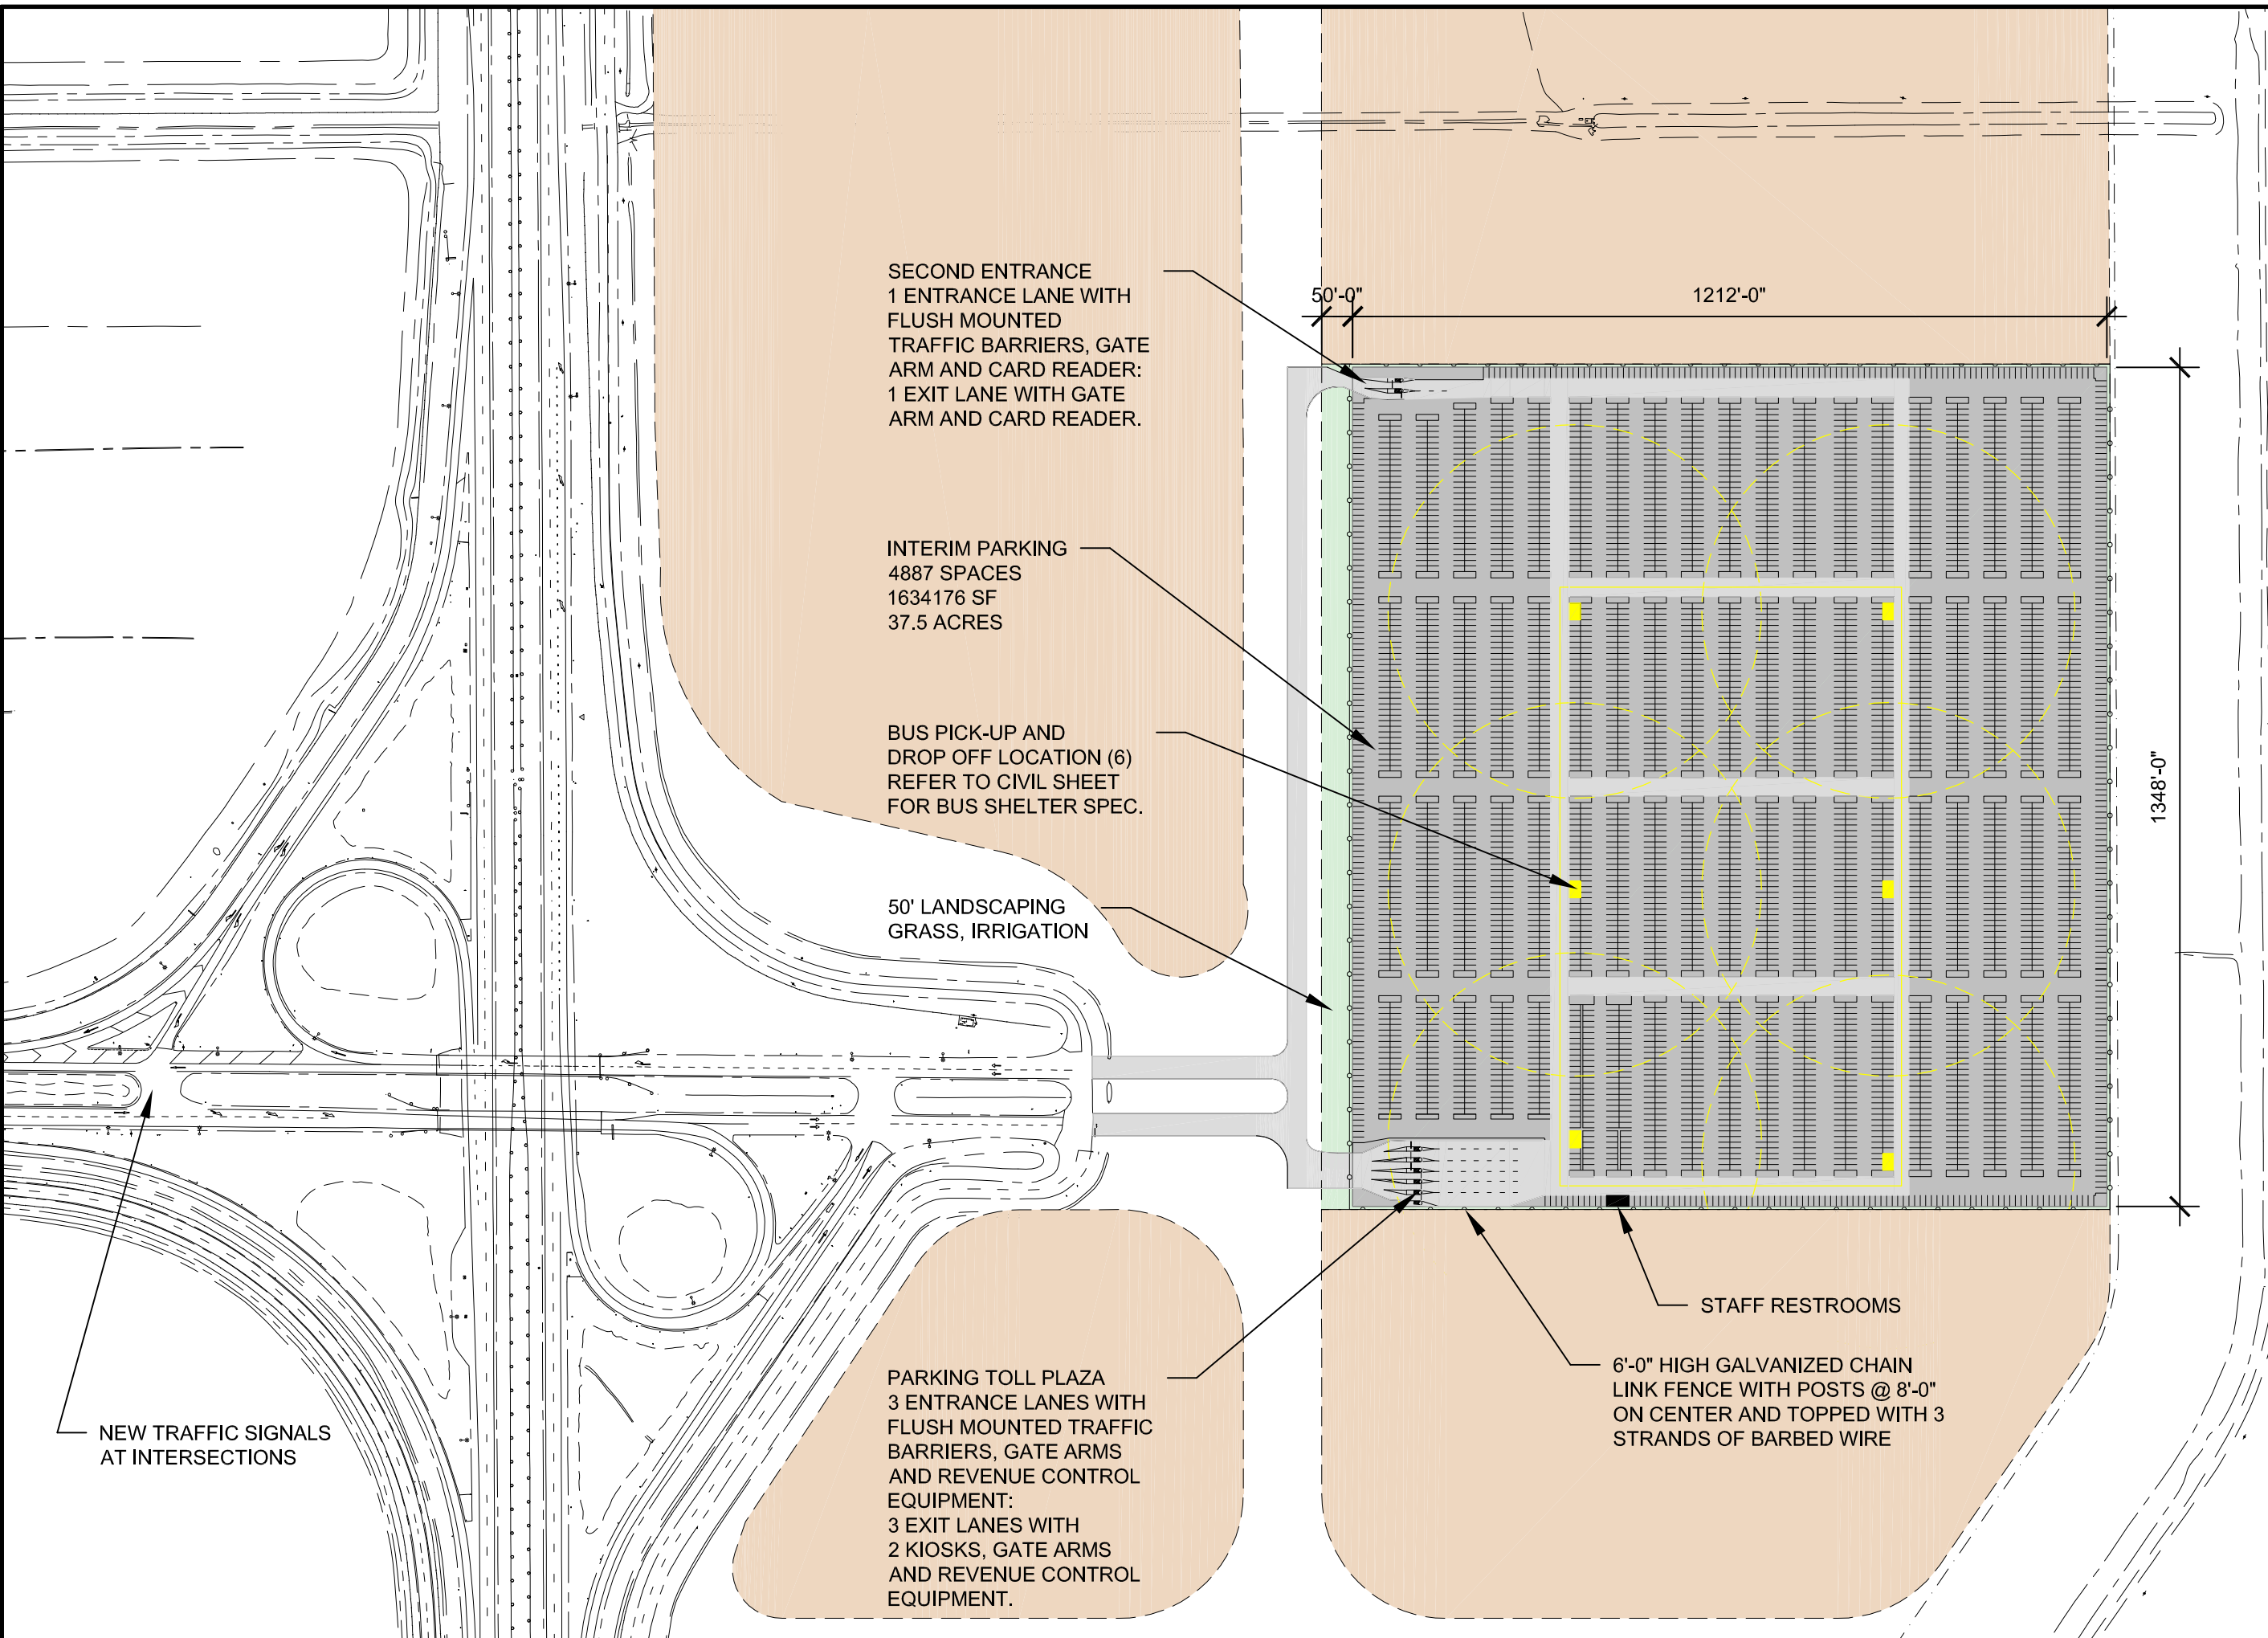 SECOND ENTRANCE
1 ENTRANCE LANE WITH
FLUSH MOUNTED
TRAFFIC BARRIERS, GATE
ARM AND CARD READER:
1 EXIT LANE WITH GATE
ARM AND CARD READER.
50'-0"
1212'-0"
INTERIM PARKING
4887 SPACES
1634176 SF
37.5 ACRES
BUS PICK-UP AND
DROP OFF LOCATION (6)
REFER TO CIVIL SHEET
FOR BUS SHELTER SPEC.
1348'-0"
50' LANDSCAPING
GRASS, IRRIGATION
STAFF RESTROOMS
6'-0" HIGH GALVANIZED CHAIN
LINK FENCE WITH POSTS @ 8'-0"
ON CENTER AND TOPPED WITH 3
STRANDS OF BARBED WIRE
PARKING TOLL PLAZA
3 ENTRANCE LANES WITH
FLUSH MOUNTED TRAFFIC
BARRIERS, GATE ARMS
AND REVENUE CONTROL
EQUIPMENT:
3 EXIT LANES WITH
2 KIOSKS, GATE ARMS
AND REVENUE CONTROL
EQUIPMENT.
NEW TRAFFIC SIGNALS
AT INTERSECTIONS